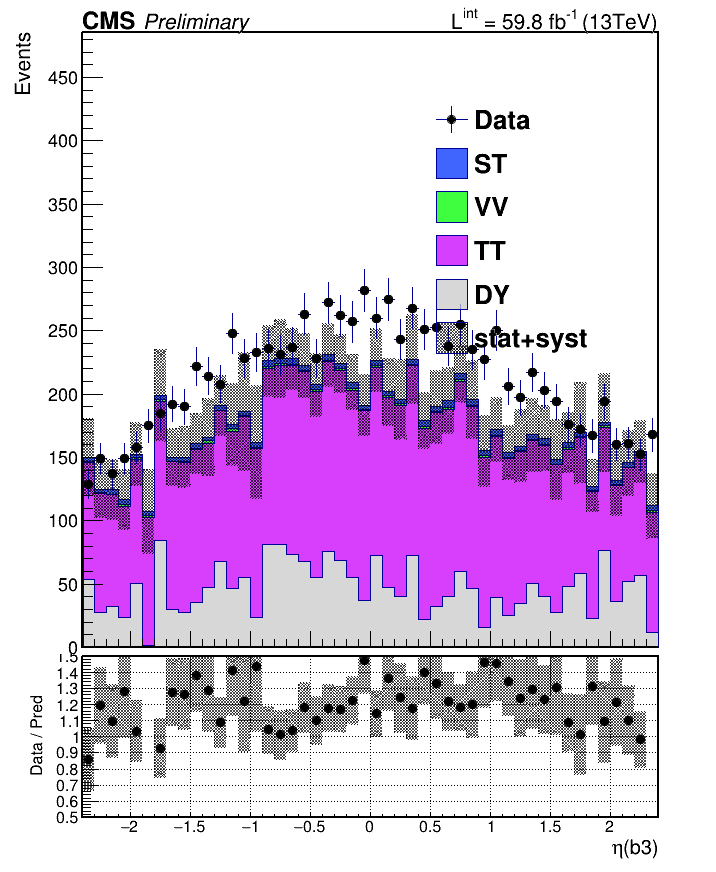 CMS Preliminary L^int = 59.8 fb^-1 (13TeV)
Events
450
400
350
300
250
200
150
100
50
0
Data
ST
VV
TT
DY
stat+syst
Data / Pred
1.5
1.4
1.3
1.2
1.1
1
0.9
0.8
0.7
0.6
0.5
−2 −1.5 −1 −0.5 0 0.5 1 1.5 2
η(b3)